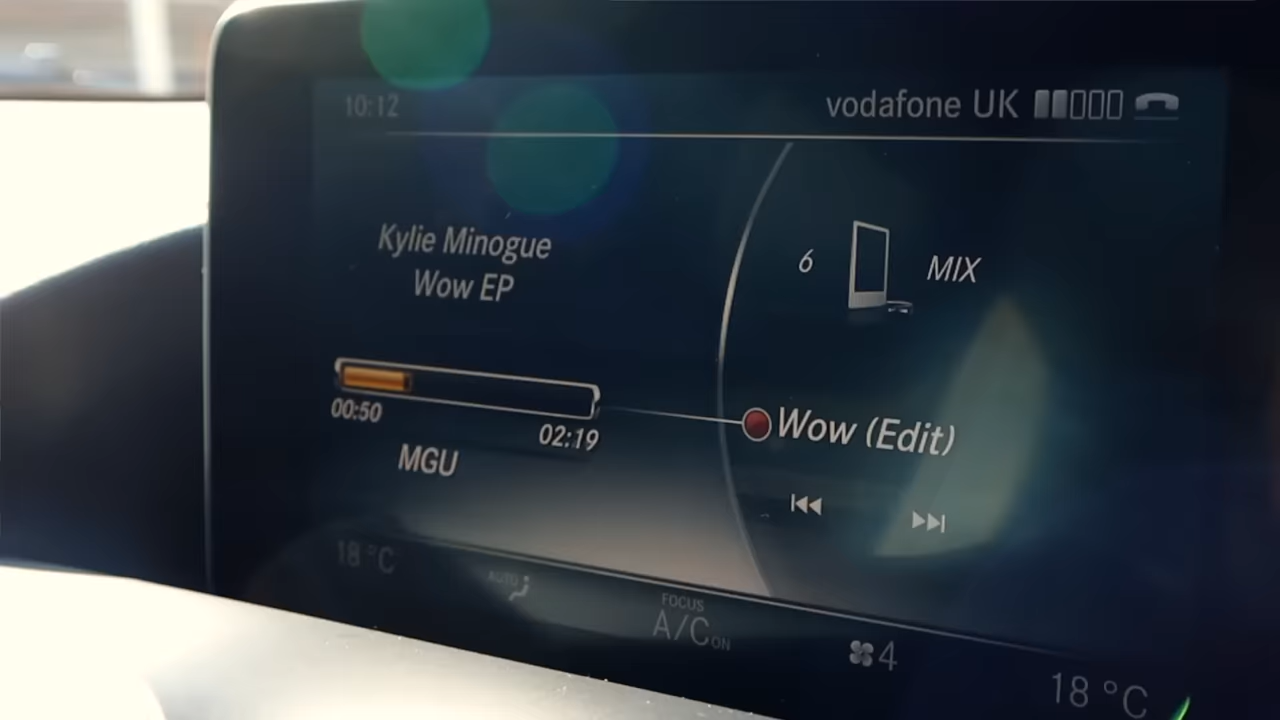 10:12
vodafone UK
Kylie Minogue
Wow EP
6 MIX
00:50
02:19
Wow (Edit)
MGU
18 °C
AUTO
FOCUS
A/C ON
4
18 °C